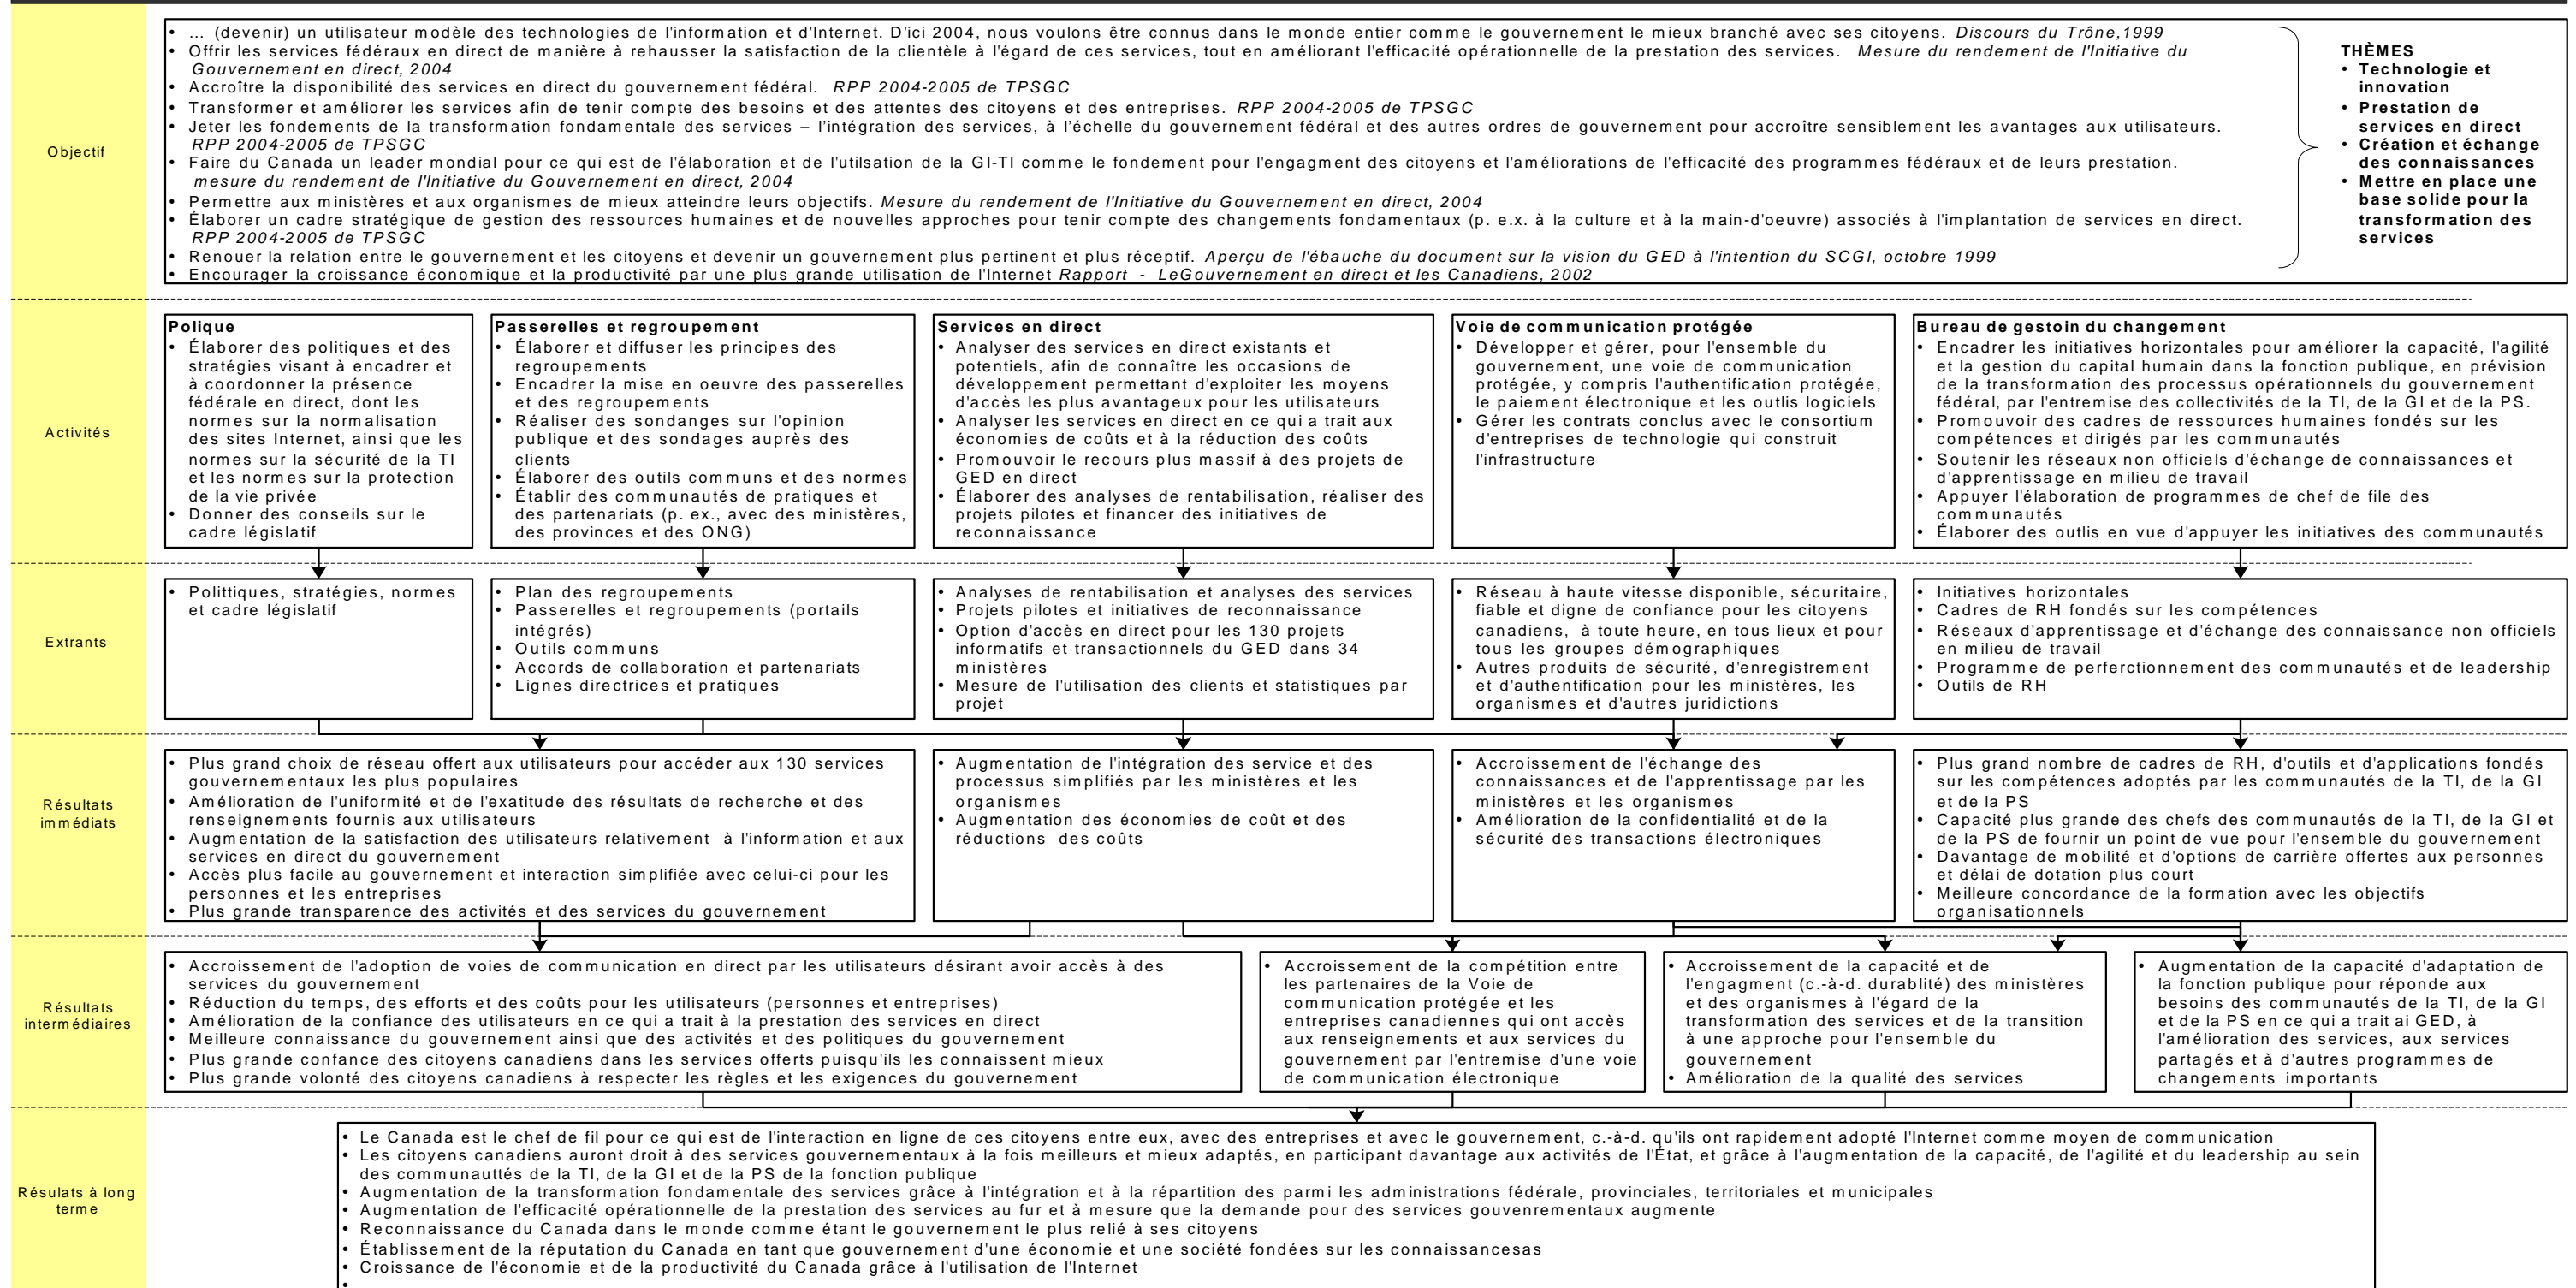 Objectif
• ... (devenir) un utilisateur modèle des technologies de l'information et d'Internet. D'ici 2004, nous voulons être connus dans le monde entier comme le gouvernement le mieux branché avec ses citoyens. Discours du Trône,1999
• Offrir les services fédéraux en direct de manière à rehausser la satisfaction de la clientèle à l'égard de ces services, tout en améliorant l'efficacité opérationnelle de la prestation des services. Mesure du rendement de l'Initiative du
Gouvernement en direct, 2004
• Accroître la disponibilité des services en direct du gouvernement fédéral. RPP 2004-2005 de TPSGC
• Transformer et améliorer les services afin de tenir compte des besoins et des attentes des citoyens et des entreprises. RPP 2004-2005 de TPSGC
• Jeter les fondements de la transformation fondamentale des services – l'intégration des services, à l'échelle du gouvernement fédéral et des autres ordres de gouvernement pour accroître sensiblement les avantages aux utilisateurs.
RPP 2004-2005 de TPSGC
• Faire du Canada un leader mondial pour ce qui est de l'élaboration et de l'utilsation de la GI-TI comme le fondement pour l'engagment des citoyens et l'améliorations de l'efficacité des programmes fédéraux et de leurs prestation.
mesure du rendement de l'Initiative du Gouvernement en direct, 2004
• Permettre aux ministères et aux organismes de mieux atteindre leurs objectifs. Mesure du rendement de l'Initiative du Gouvernement en direct, 2004
• Élaborer un cadre stratégique de gestion des ressources humaines et de nouvelles approches pour tenir compte des changements fondamentaux (p. e.x. à la culture et à la main-d'oeuvre) associés à l'implantation de services en direct.
RPP 2004-2005 de TPSGC
• Renouer la relation entre le gouvernement et les citoyens et devenir un gouvernement plus pertinent et plus réceptif. Aperçu de l'ébauche du document sur la vision du GED à l'intention du SCGI, octobre 1999
• Encourager la croissance économique et la productivité par une plus grande utilisation de l'Internet Rapport - LeGouvernement en direct et les Canadiens, 2002
THÈMES
• Technologie et
innovation
• Prestation de
services en direct
• Création et échange
des connaissances
• Mettre en place une
base solide pour la
transformation des
services
Activités
Polique
• Élaborer des politiques et des
stratégies visant à encadrer et
à coordonner la présence
fédérale en direct, dont les
normes sur la normalisation
des sites Internet, ainsi que les
normes sur la sécurité de la TI
et les normes sur la protection
de la vie privée
• Donner des conseils sur le
cadre législatif
Passerelles et regroupement
• Élaborer et diffuser les principes des
regroupements
• Encadrer la mise en oeuvre des passerelles
et des regroupements
• Réaliser des sondanges sur l'opinion
publique et des sondages auprès des
clients
• Élaborer des outils communs et des normes
• Établir des communautés de pratiques et
des partenariats (p. ex., avec des ministères,
des provinces et des ONG)
Services en direct
• Analyser des services en direct existants et
potentiels, afin de connaître les occasions de
développement permettant d'exploiter les moyens
d'accès les plus avantageux pour les utilisateurs
• Analyser les services en direct en ce qui a trait aux
économies de coûts et à la réduction des coûts
• Promouvoir le recours plus massif à des projets de
GED en direct
• Élaborer des analyses de rentabilisation, réaliser des
projets pilotes et financer des initiatives de
reconnaissance
Voie de communication protégée
• Développer et gérer, pour l'ensemble du
gouvernement, une voie de communication
protégée, y compris l'authentification protégée,
le paiement électronique et les outlis logiciels
• Gérer les contrats conclus avec le consortium
d'entreprises de technologie qui construit
l'infrastructure
Bureau de gestoin du changement
• Encadrer les initiatives horizontales pour améliorer la capacité, l'agilité
et la gestion du capital humain dans la fonction publique, en prévision
de la transformation des processus opérationnels du gouvernement
fédéral, par l'entremise des collectivités de la TI, de la GI et de la PS.
• Promouvoir des cadres de ressources humaines fondés sur les
compétences et dirigés par les communautés
• Soutenir les réseaux non officiels d'échange de connaissances et
d'apprentissage en milieu de travail
• Appuyer l'élaboration de programmes de chef de file des
communautés
• Élaborer des outlis en vue d'appuyer les initiatives des communautés
Extrants
• Polittiques, stratégies, normes
et cadre législatif
• Plan des regroupements
• Passerelles et regroupements (portails
intégrés)
• Outils communs
• Accords de collaboration et partenariats
• Lignes directrices et pratiques
• Analyses de rentabilisation et analyses des services
• Projets pilotes et initiatives de reconnaissance
• Option d'accès en direct pour les 130 projets
informatifs et transactionnels du GED dans 34
ministères
• Mesure de l'utilisation des clients et statistiques par
projet
• Réseau à haute vitesse disponible, sécuritaire,
fiable et digne de confiance pour les citoyens
canadiens, à toute heure, en tous lieux et pour
tous les groupes démographiques
• Autres produits de sécurité, d'enregistrement
et d'authentification pour les ministères, les
organismes et d'autres juridictions
• Initiatives horizontales
• Cadres de RH fondés sur les compétences
• Réseaux d'apprentissage et d'échange des connaissance non officiels
en milieu de travail
• Programme de perferctionnement des communautés et de leadership
• Outils de RH
Résultats
immédiats
• Plus grand choix de réseau offert aux utilisateurs pour accéder aux 130 services
gouvernementaux les plus populaires
• Amélioration de l'uniformité et de l'exatitude des résultats de recherche et des
renseignements fournis aux utilisateurs
• Augmentation de la satisfaction des utilisateurs relativement à l'information et aux
services en direct du gouvernement
• Accès plus facile au gouvernement et interaction simplifiée avec celui-ci pour les
personnes et les entreprises
• Plus grande transparence des activités et des services du gouvernement
• Augmentation de l'intégration des service et des
processus simplifiés par les ministères et les
organismes
• Augmentation des économies de coût et des
réductions des coûts
• Accroissement de l'échange des
connaissances et de l'apprentissage par les
ministères et les organismes
• Amélioration de la confidentialité et de la
sécurité des transactions électroniques
• Plus grand nombre de cadres de RH, d'outils et d'applications fondés
sur les compétences adoptés par les communautés de la TI, de la GI
et de la PS
• Capacité plus grande des chefs des communautés de la TI, de la GI et
de la PS de fournir un point de vue pour l'ensemble du gouvernement
• Davantage de mobilité et d'options de carrière offertes aux personnes
et délai de dotation plus court
• Meilleure concordance de la formation avec les objectifs
organisationnels
Résultats
intermédiaires
• Accroissement de l'adoption de voies de communication en direct par les utilisateurs désirant avoir accès à des
services du gouvernement
• Réduction du temps, des efforts et des coûts pour les utilisateurs (personnes et entreprises)
• Amélioration de la confiance des utilisateurs en ce qui a trait à la prestation des services en direct
• Meilleure connaissance du gouvernement ainsi que des activités et des politiques du gouvernement
• Plus grande confance des citoyens canadiens dans les services offerts puisqu'ils les connaissent mieux
• Plus grande volonté des citoyens canadiens à respecter les règles et les exigences du gouvernement
• Accroissement de la compétition entre
les partenaires de la Voie de
communication protégée et les
entreprises canadiennes qui ont accès
aux renseignements et aux services du
gouvernement par l'entremise d'une voie
de communication électronique
• Accroissement de la capacité et de
l'engagment (c.-à-d. durablité) des ministères
et des organismes à l'égard de la
transformation des services et de la transition
à une approche pour l'ensemble du
gouvernement
• Amélioration de la qualité des services
• Augmentation de la capacité d'adaptation de
la fonction publique pour réponde aux
besoins des communautés de la TI, de la GI
et de la PS en ce qui a trait ai GED, à
l'amélioration des services, aux services
partagés et à d'autres programmes de
changements importants
Résulats à long
terme
• Le Canada est le chef de fil pour ce qui est de l'interaction en ligne de ces citoyens entre eux, avec des entreprises et avec le gouvernement, c.-à-d. qu'ils ont rapidement adopté l'Internet comme moyen de communication
• Les citoyens canadiens auront droit à des services gouvernementaux à la fois meilleurs et mieux adaptés, en participant davantage aux activités de l'État, et grâce à l'augmentation de la capacité, de l'agilité et du leadership au sein
des communauttés de la TI, de la GI et de la PS de la fonction publique
• Augmentation de la transformation fondamentale des services grâce à l'intégration et à la répartition des parmi les administrations fédérale, provinciales, territoriales et municipales
• Augmentation de l'efficacité opérationnelle de la prestation des services au fur et à mesure que la demande pour des services gouvenrementaux augmente
• Reconnaissance du Canada dans le monde comme étant le gouvernement le plus relié à ses citoyens
• Établissement de la réputation du Canada en tant que gouvernement d'une économie et une société fondées sur les connaissancesas
• Croissance de l'économie et de la productivité du Canada grâce à l'utilisation de l'Internet
•